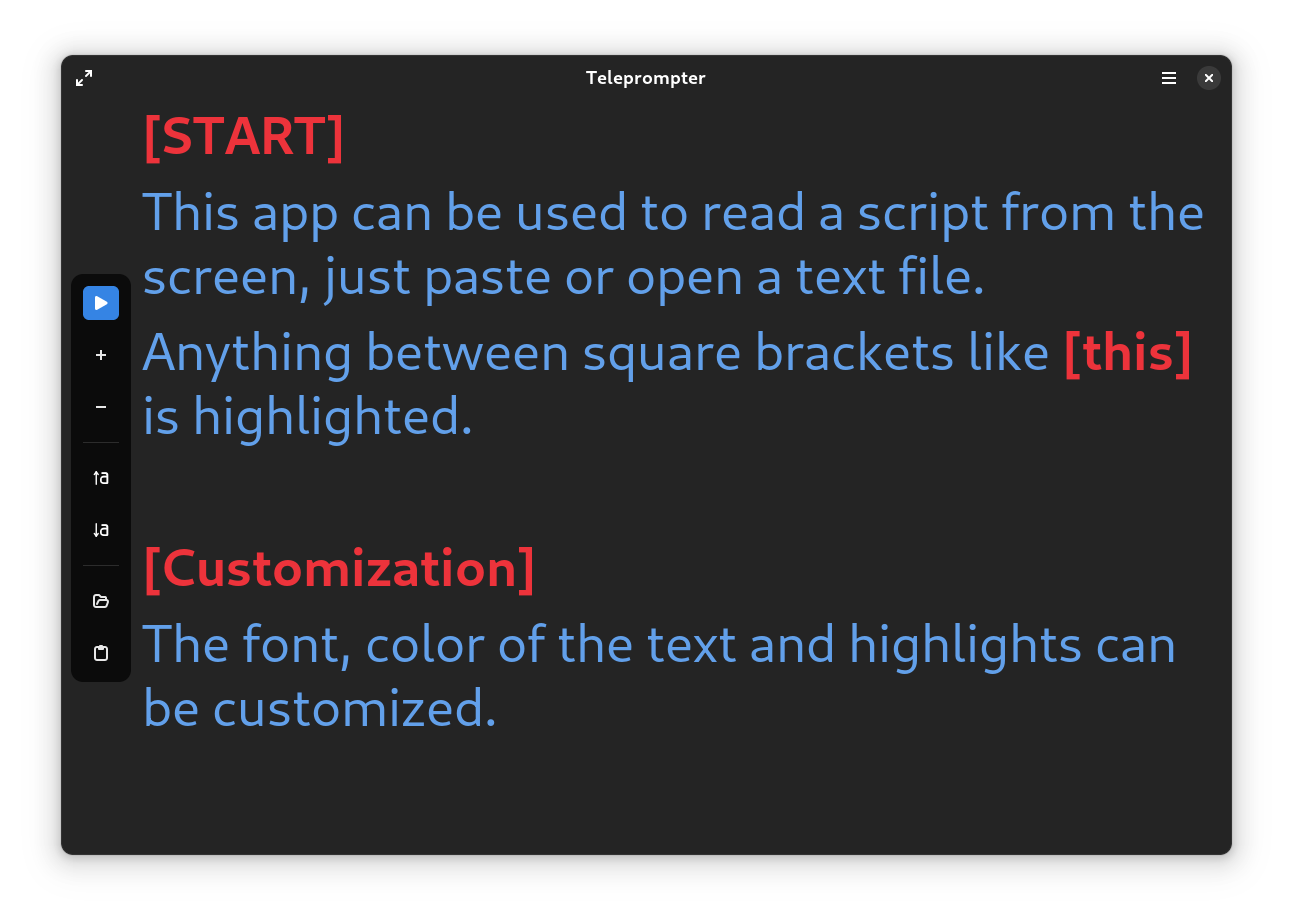 Teleprompter
[START]
This app can be used to read a script from the
screen, just paste or open a text file.
Anything between square brackets like [this]
is highlighted.
[Customization]
The font, color of the text and highlights can
be customized.
↑a
↓a